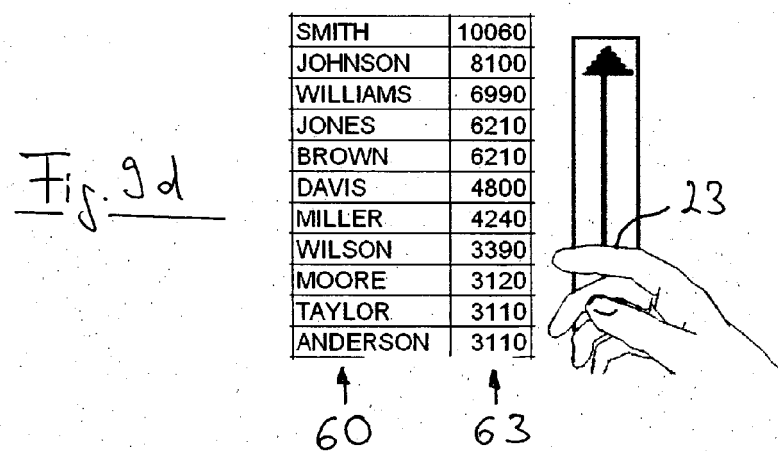 SMITH 10060
JOHNSON 8100
WILLIAMS 6990
JONES 6210
BROWN 6210
Fig. 9d
DAVIS 4800
23
MILLER 4240
WILSON 3390
MOORE 3120
TAYLOR 3110
ANDERSON 3110
60 63